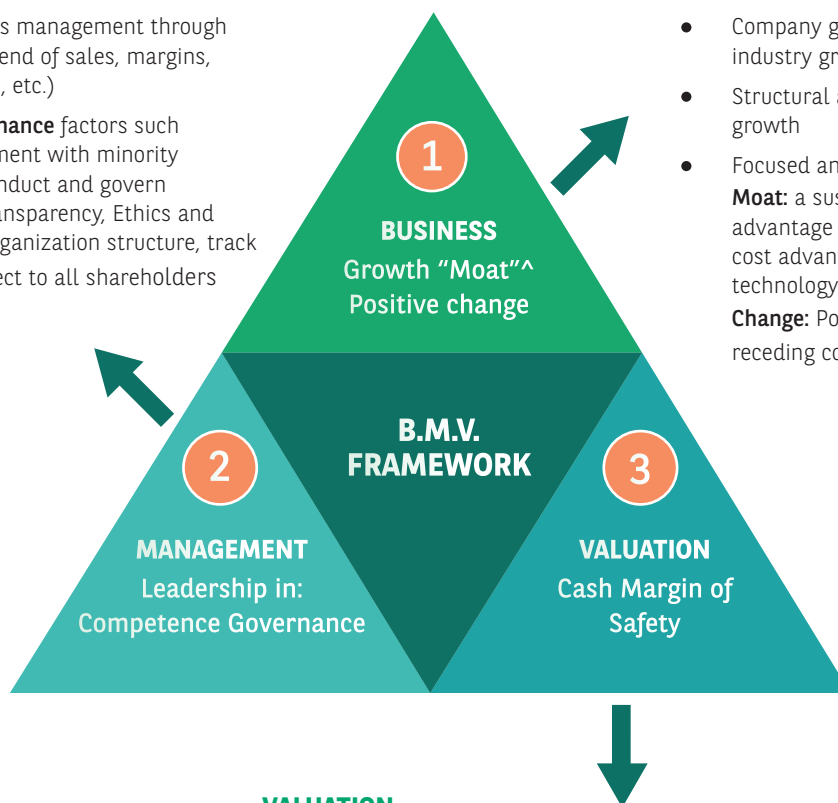 s management through
end of sales, margins,
, etc.)
nance factors such
ment with minority
nduct and govern
nsparency, Ethics and
rganization structure, track
ect to all shareholders
● Company g
industry gr
● Structural a
growth
● Focused an
Moat: a sus
advantage
cost advan
technology
Change: Po
receding co
1
BUSINESS
Growth “Moat”^
Positive change
B.M.V.
FRAMEWORK
2
MANAGEMENT
Leadership in:
Competence Governance
3
VALUATION
Cash Margin of
Safety
VALUATION